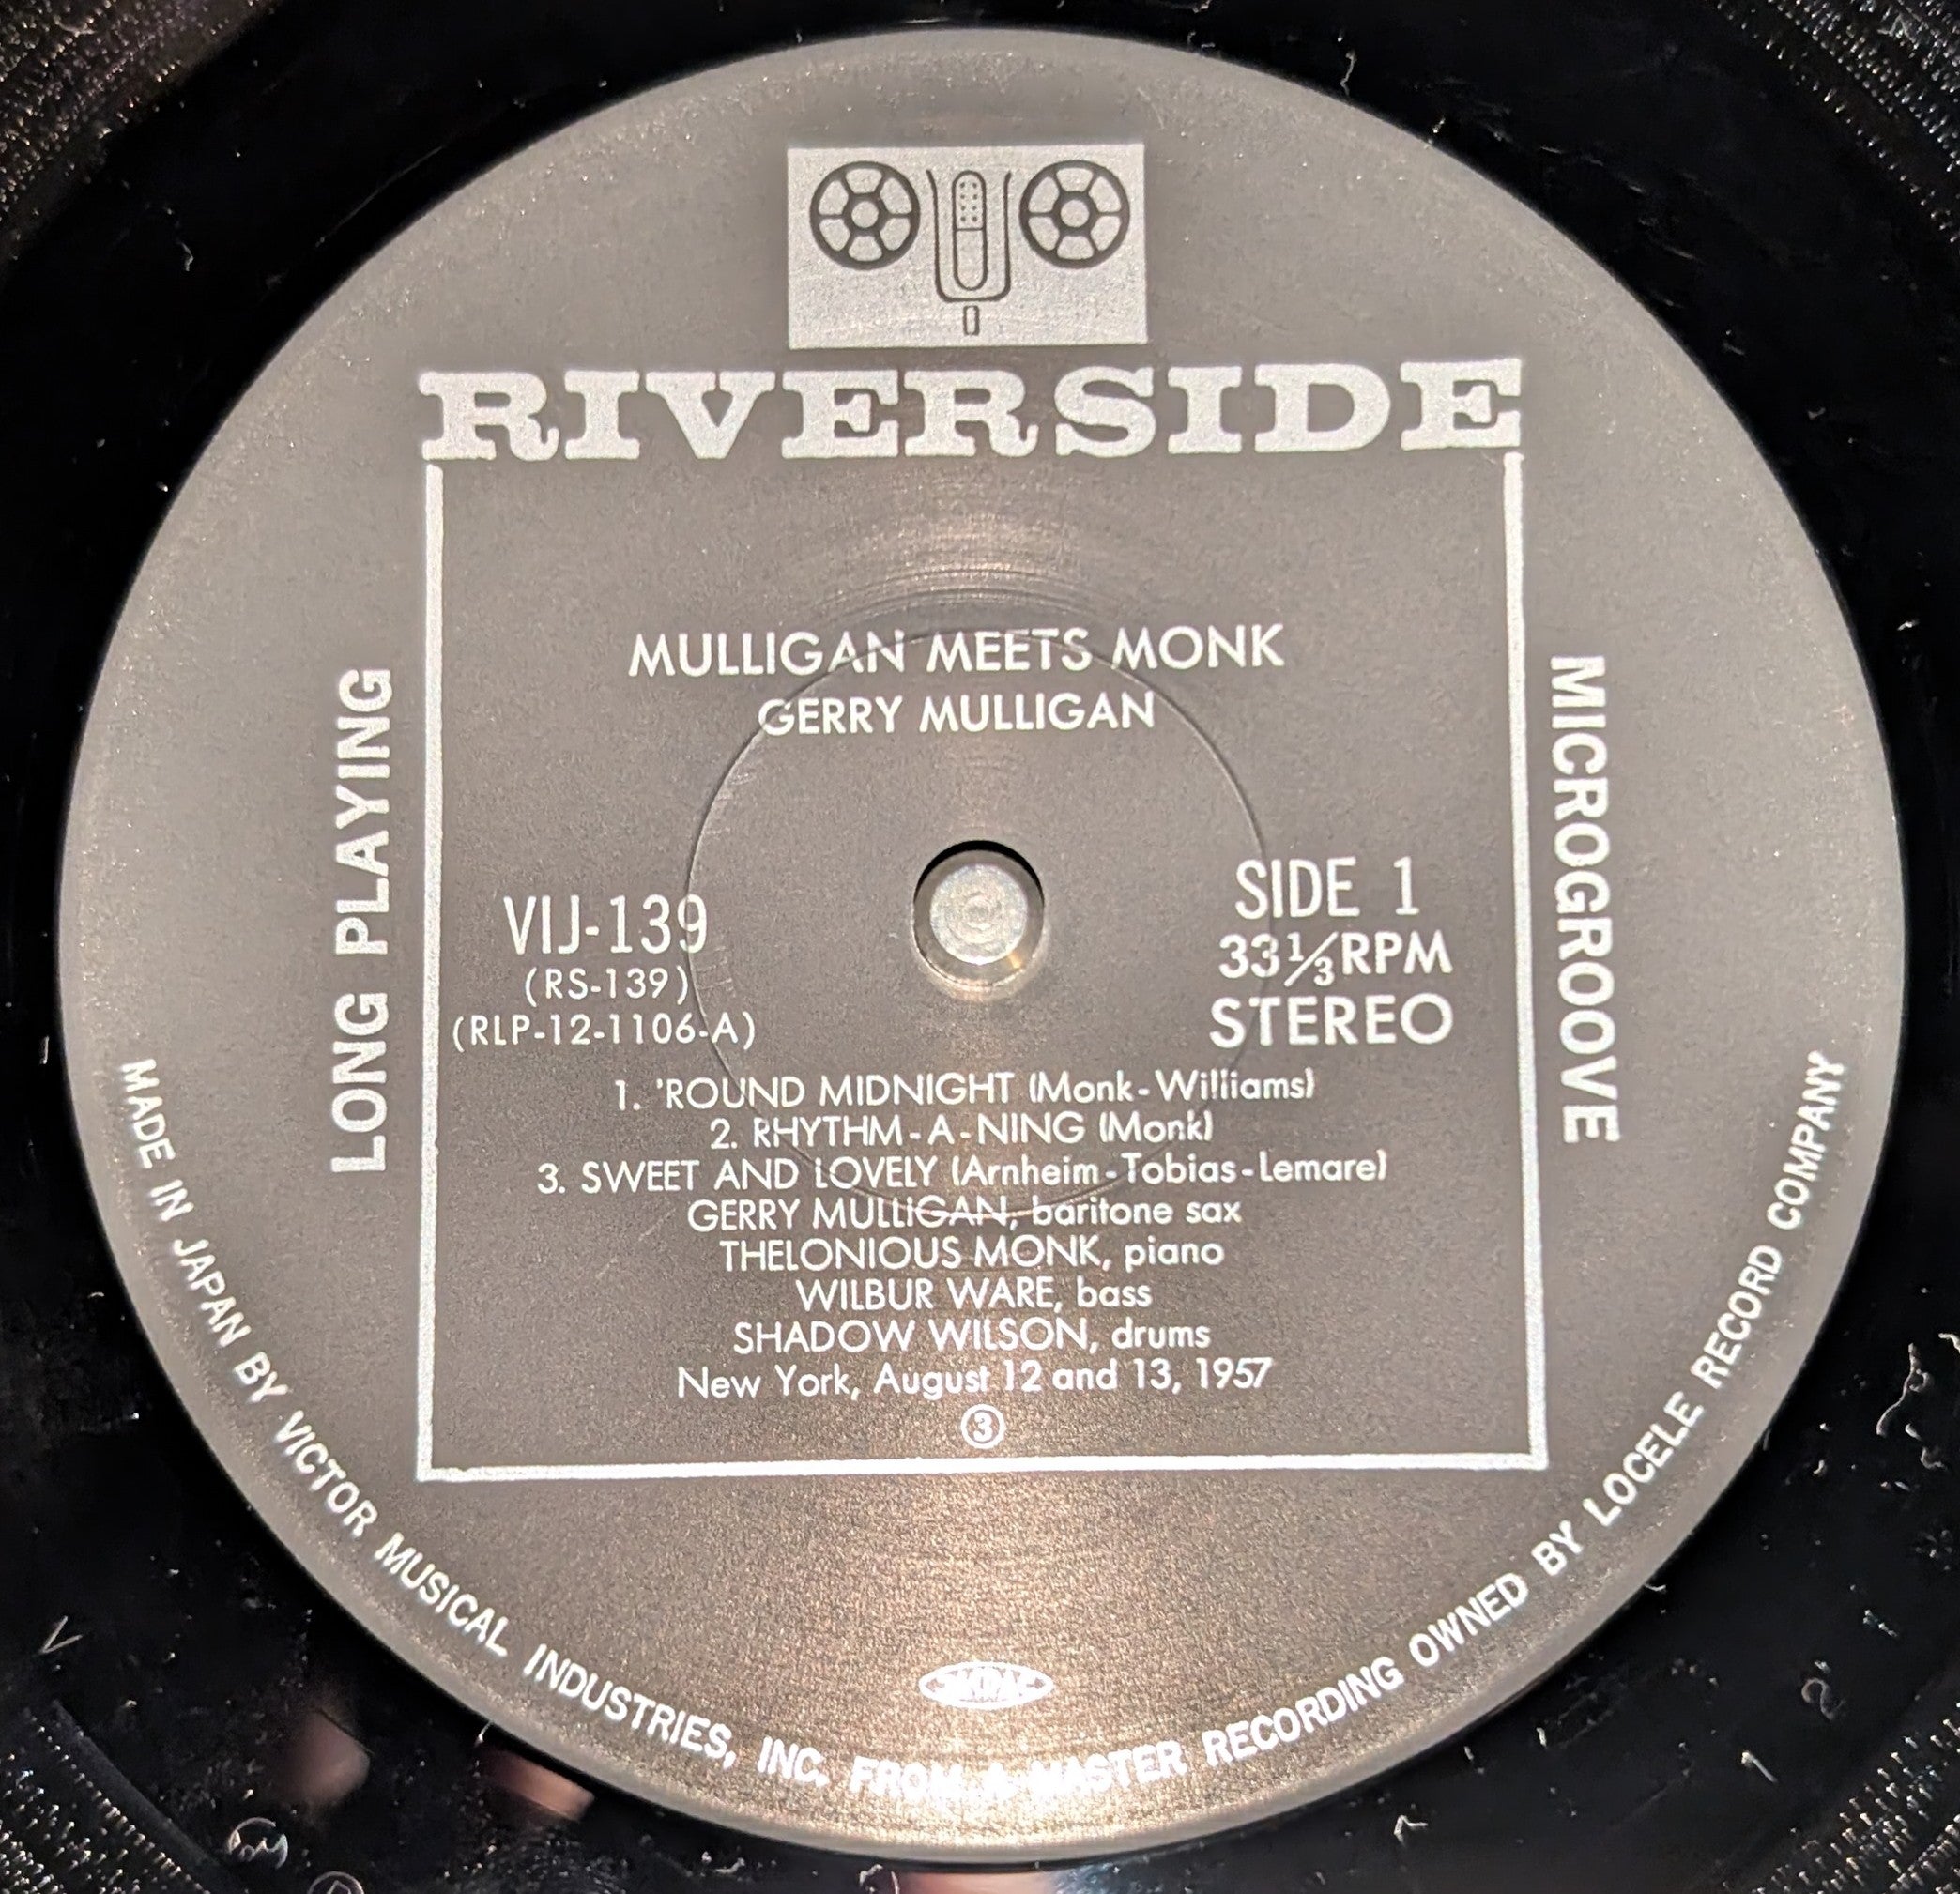 RIVERSIDE
MULLIGAN MEETS MONK
GERRY MULLIGAN
LONG PLAYING
MICROGROOVE
VIJ-139
(RS-139)
(RLP-12-1106-A)
SIDE 1
33⅓RPM
STEREO
1. 'ROUND MIDNIGHT (Monk-Williams)
2. RHYTHM-A-NING (Monk)
3. SWEET AND LOVELY (Arnheim-Tobias-Lemare)
GERRY MULLIGAN, baritone sax
THELONIOUS MONK, piano
WILBUR WARE, bass
SHADOW WILSON, drums
New York, August 12 and 13, 1957
③
MADE IN JAPAN BY VICTOR MUSICAL INDUSTRIES, INC. FROM A MASTER RECORDING OWNED BY LOCELE RECORD COMPANY